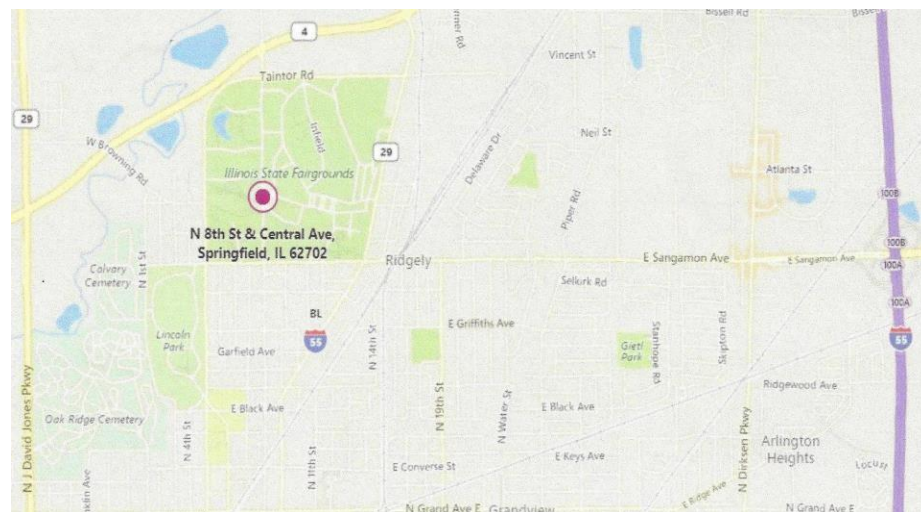 Bissell Rd
4
Vincent St
Taintor Rd
29
Infield
Neil St
29
W Browning Rd
Delaware Dr
Illinois State Fairgrounds
Atlanta St
100B
Piper Rd
N 8th St & Central Ave,
Springfield, IL 62702
100B
N 1st St
Ridgely
E Sangamon Ave
E Sangamon Ave
100A
Calvary
Cemetery
Selkirk Rd
100A
BL
55
E Griffiths Ave
N 14th St
Lincoln
Park
Garfield Ave
Gietl
Park
Stanhope Rd
Skipton Rd
55
N J David Jones Pkwy
Ridgewood Ave
N 19th St
N Water St
E Black Ave
E Black Ave
Oak Ridge Cemetery
N 4th St
N 11th St
N Dirksen Pkwy
Arlington
Heights
E Converse St
E Keys Ave
Locust
E Ridge Ave
N Grand Ave E
Grandview
N Grand Ave E